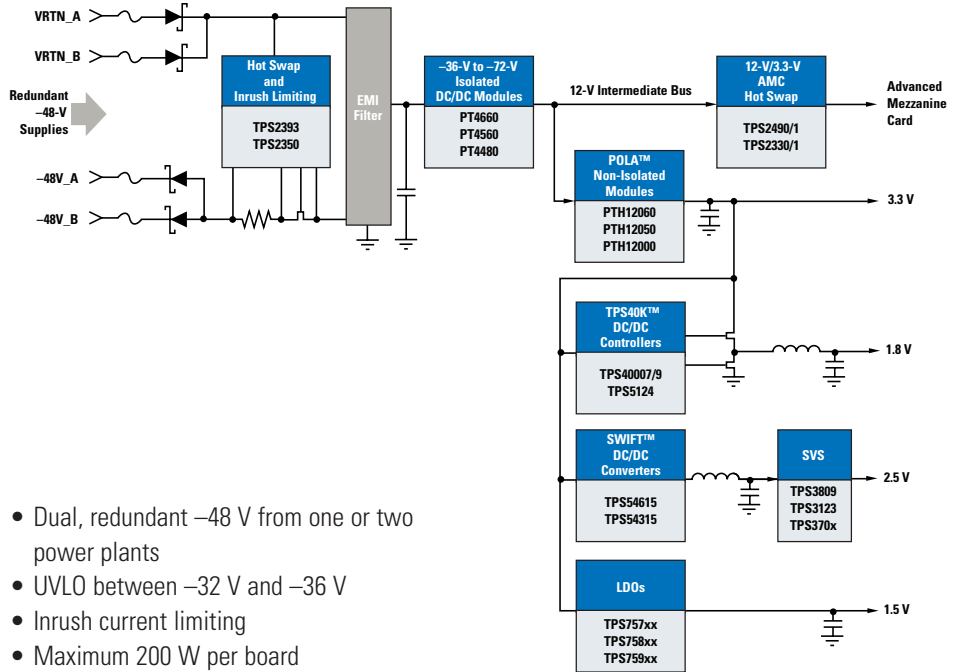 VRTN_A
VRTN_B
Redundant
–48-V
Supplies
–48V_A
–48V_B
Hot Swap
and
Inrush Limiting
TPS2393
TPS2350
EMI
Filter
–36-V to –72-V
Isolated
DC/DC Modules
PT4660
PT4560
PT4480
12-V Intermediate Bus
12-V/3.3-V
AMC
Hot Swap
TPS2490/1
TPS2330/1
Advanced
Mezzanine
Card
POLA™
Non-Isolated
Modules
PTH12060
PTH12050
PTH12000
3.3 V
TPS40K™
DC/DC
Controllers
TPS40007/9
TPS5124
1.8 V
SWIFT™
DC/DC
Converters
TPS54615
TPS54315
SVS
TPS3809
TPS3123
TPS370x
2.5 V
LDOs
TPS757xx
TPS758xx
TPS759xx
1.5 V
• Dual, redundant –48 V from one or two
power plants
• UVLO between –32 V and –36 V
• Inrush current limiting
• Maximum 200 W per board